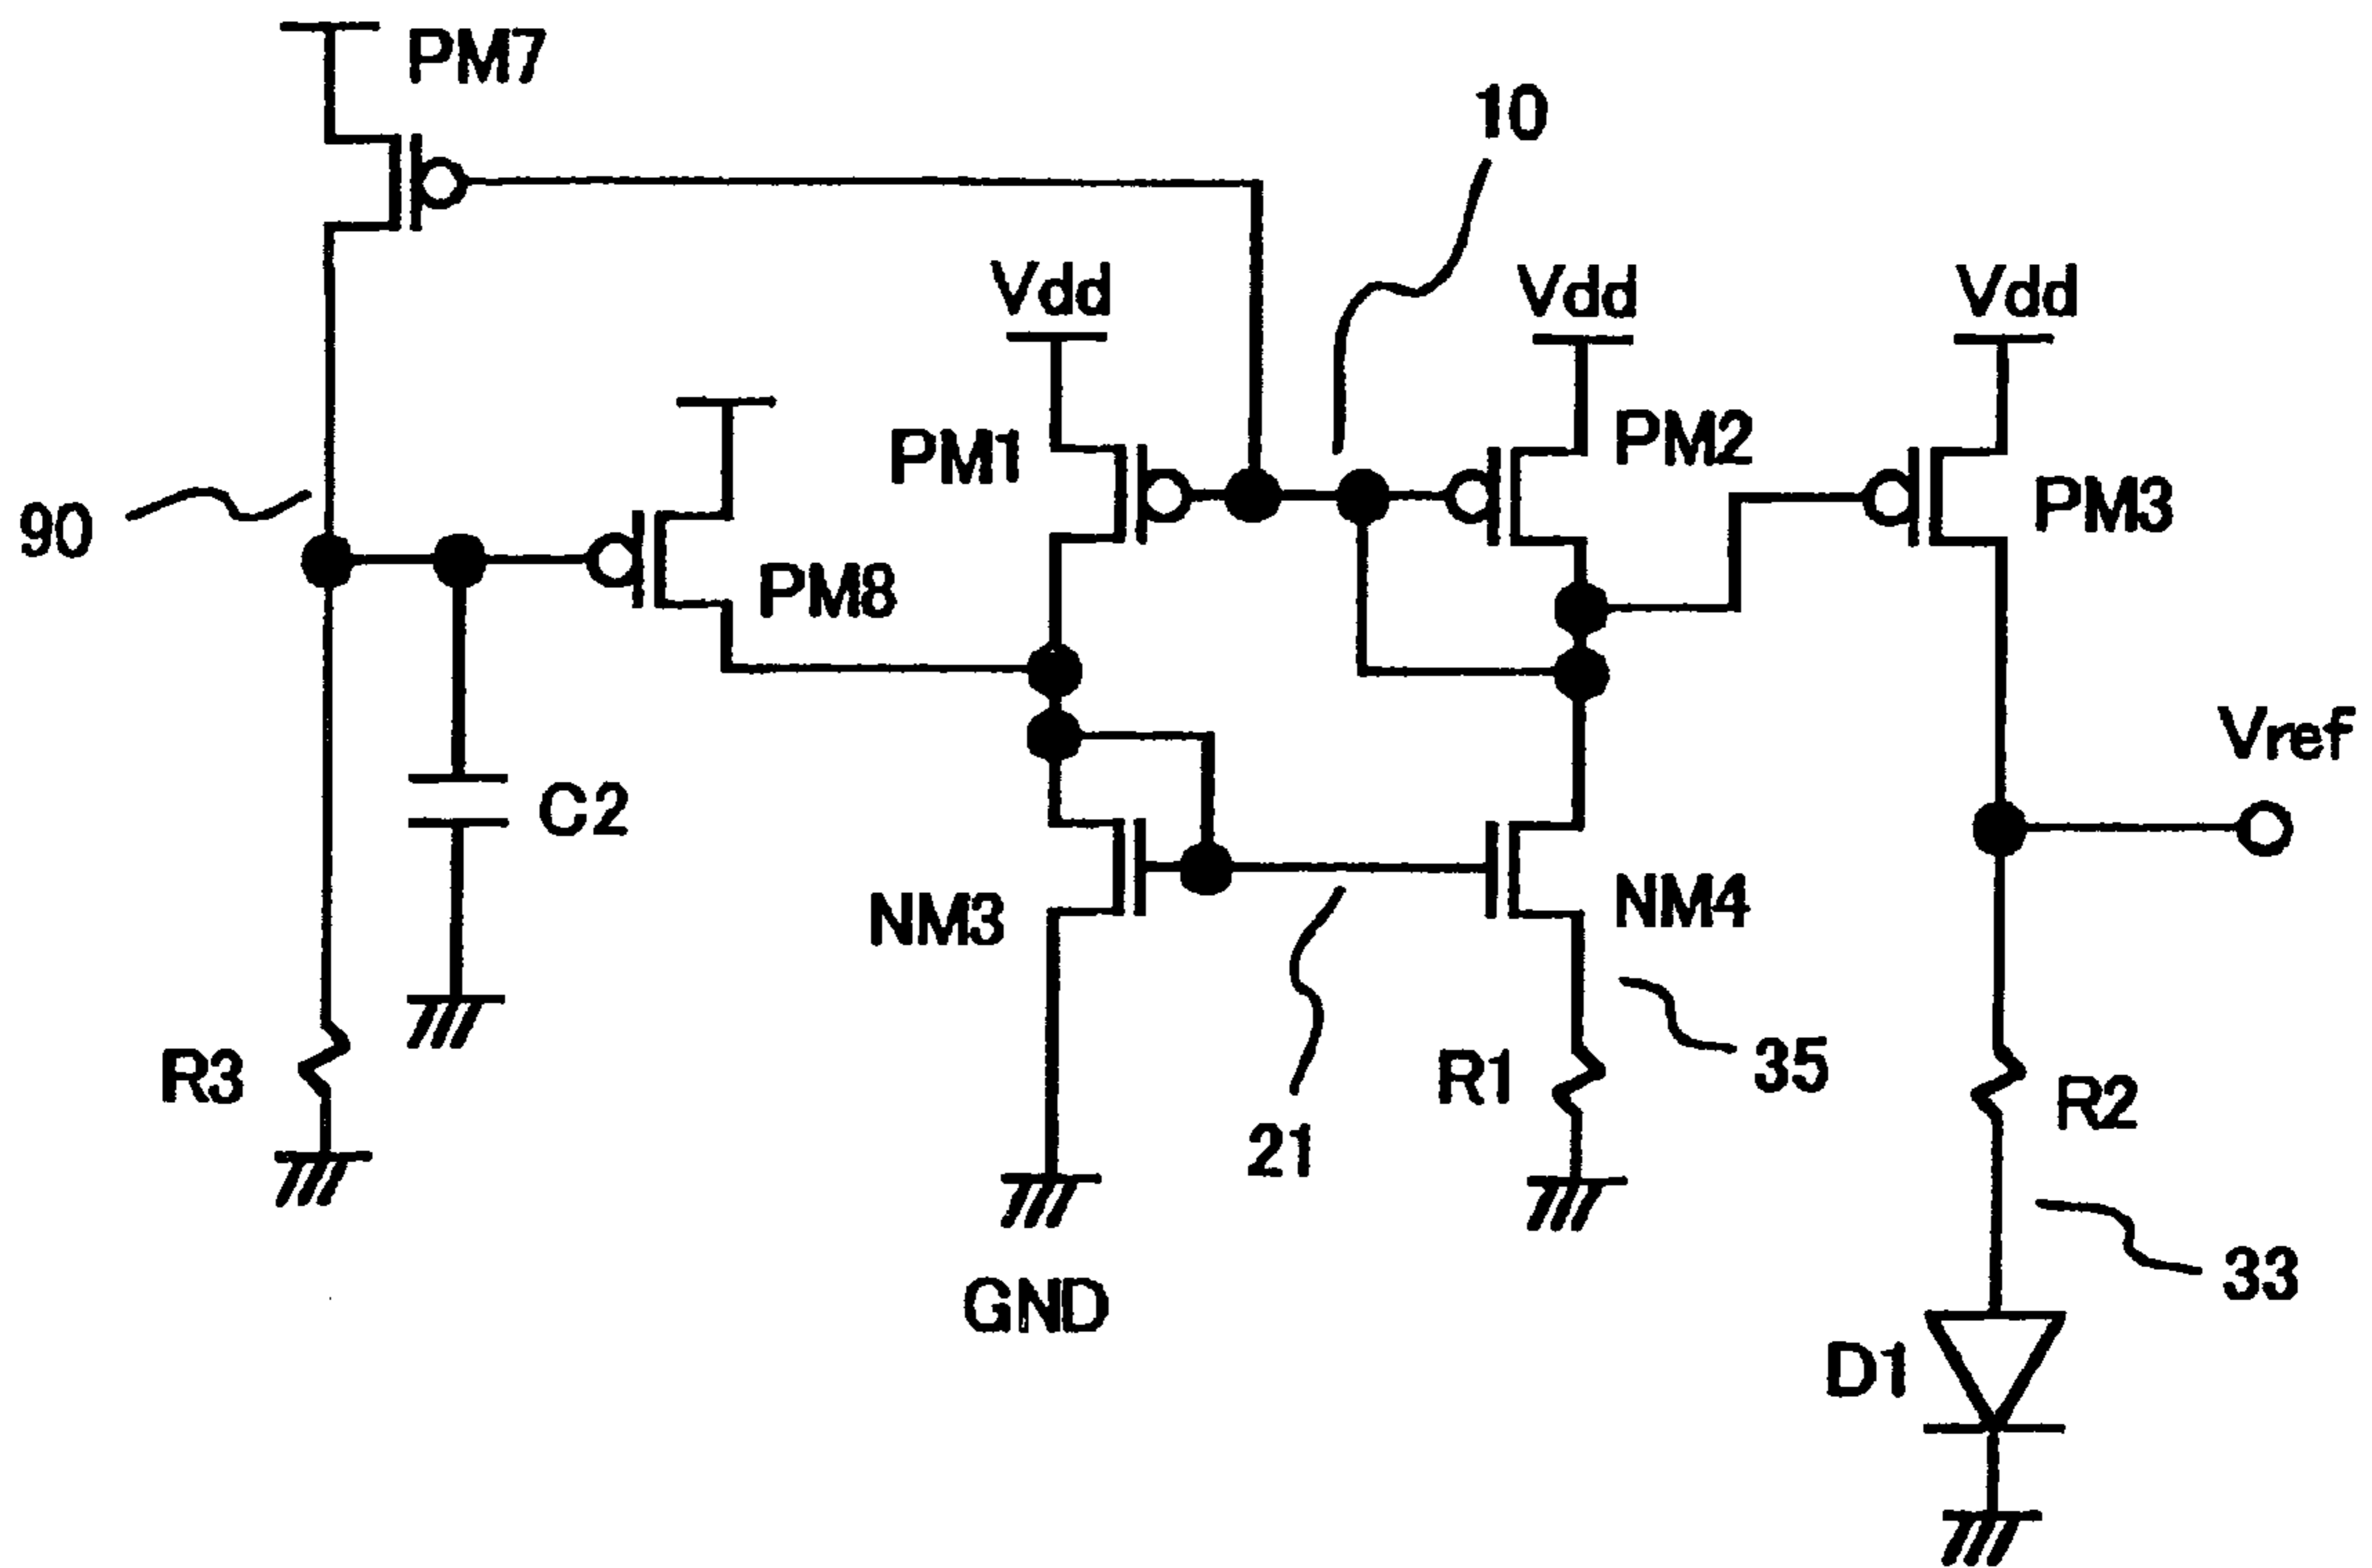 PM7
10
Vdd
Vdd
Vdd
PM1
PM2
PM3
90
PM8
Vref
C2
NM3
NM4
R3
R1
35
R2
21
33
GND
D1